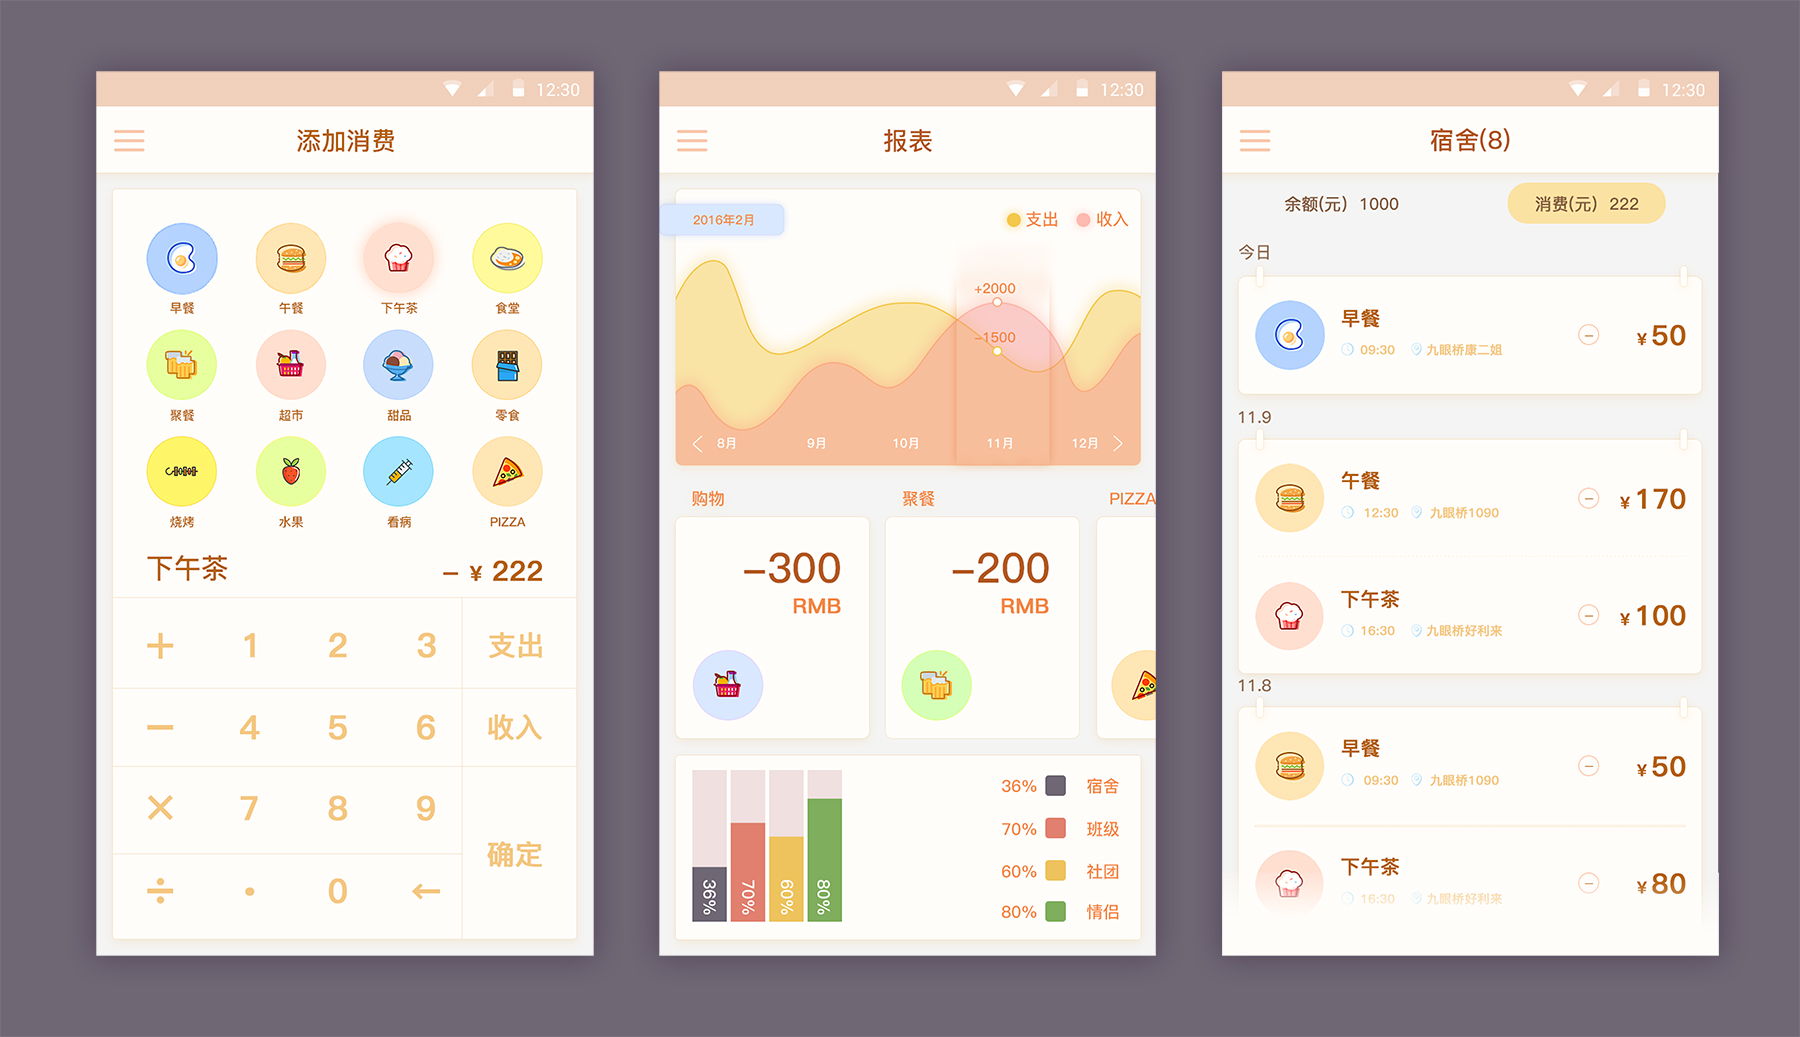 12:30
添加消费
早餐 午餐 下午茶 食堂
聚餐 超市 甜品 零食
烧烤 水果 看病 PIZZA
下午茶 – ¥ 222
+ 1 2 3 支出
− 4 5 6 收入
× 7 8 9
确定
÷ · 0 ←
12:30
报表
2016年2月 支出 收入
+2000
−1500
8月 9月 10月 11月 12月
购物 聚餐 PIZZA
−300 −200
RMB RMB
36% 宿舍
70% 班级
60% 社团
80% 情侣
36% 70% 60% 80%
12:30
宿舍(8)
余额(元) 1000 消费(元) 222
今日
早餐
09:30 九眼桥康二姐
¥ 50
11.9
午餐
12:30 九眼桥1090
¥ 170
下午茶
16:30 九眼桥好利来
¥ 100
11.8
早餐
09:30 九眼桥1090
¥ 50
下午茶
16:30 九眼桥好利来
¥ 80